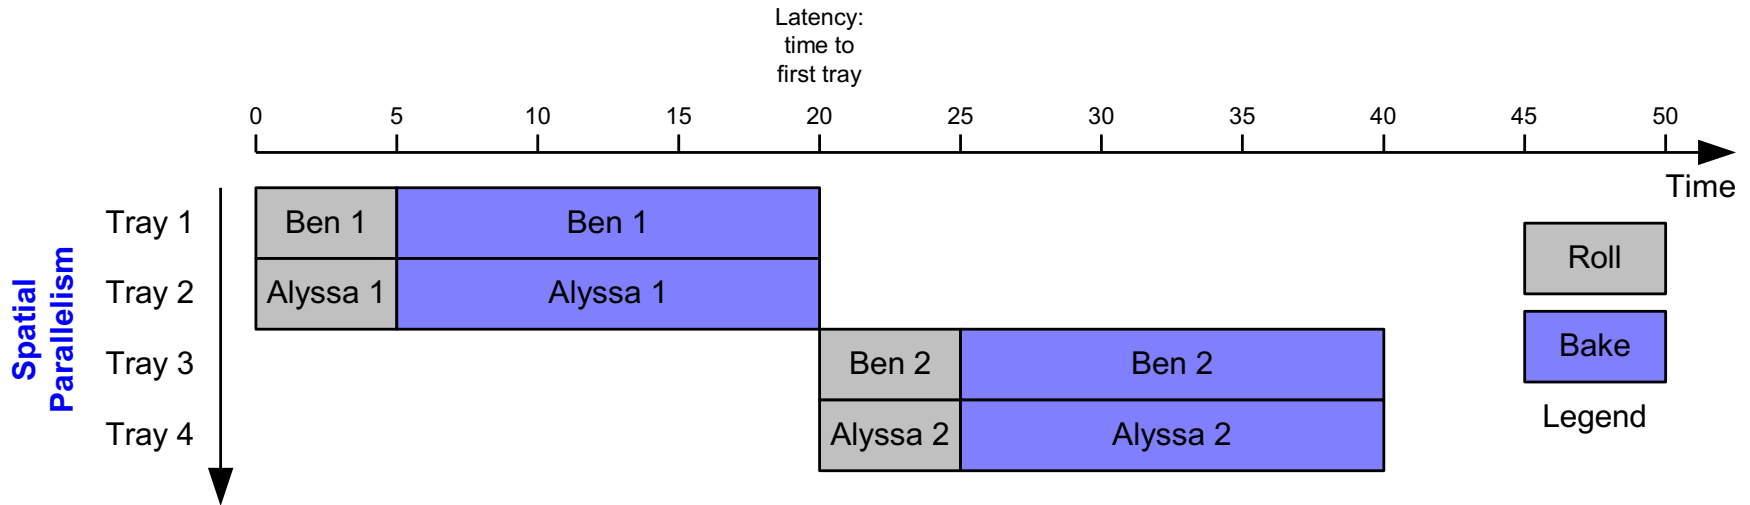 Latency:
time to
first tray
0 5 10 15 20 25 30 35 40 45 50
Time
Spatial
Parallelism
Tray 1 Ben 1 Ben 1
Tray 2 Alyssa 1 Alyssa 1
Tray 3 Ben 2 Ben 2
Tray 4 Alyssa 2 Alyssa 2
Roll
Bake
Legend